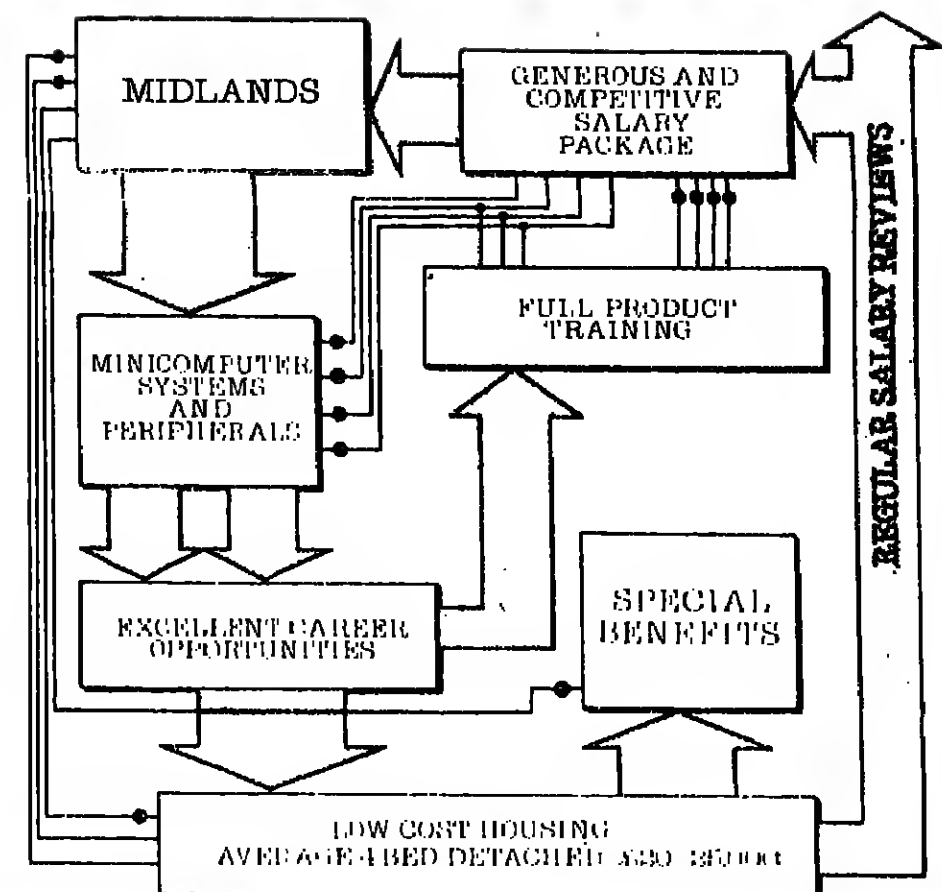 MIDLANDS
GENEROUS AND
COMPETITIVE
SALARY
PACKAGE
REGULAR SALARY REVIEWS
FULL PRODUCT
TRAINING
MINICOMPUTER
SYSTEMS
AND
PERIPHERALS
EXCELLENT CAREER
OPPORTUNITIES
SPECIAL
BENEFITS
LOW COST HOUSING
AVERAGE 4 BED DETACHED